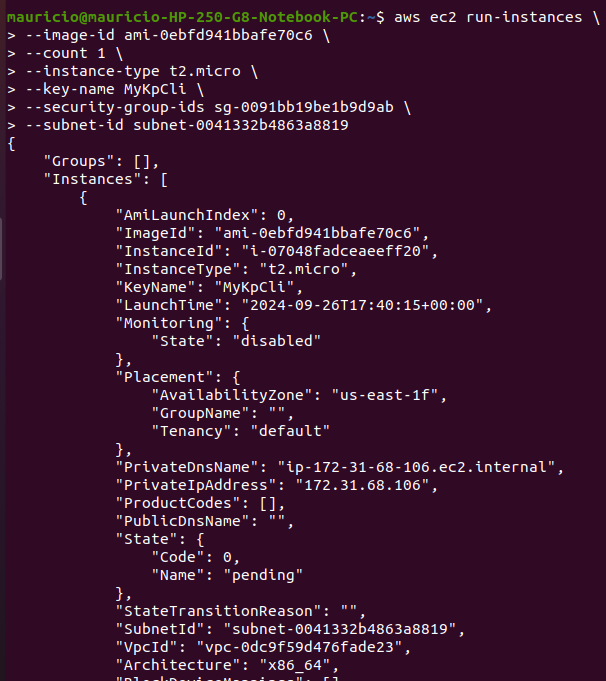 mauricio@mauricio-HP-250-G8-Notebook-PC:~$ aws ec2 run-instances \
> --image-id ami-0ebfd941bbafe70c6 \
> --count 1 \
> --instance-type t2.micro \
> --key-name MyKpCli \
> --security-group-ids sg-0091bb19be1b9d9ab \
> --subnet-id subnet-0041332b4863a8819
{
    "Groups": [],
    "Instances": [
        {
            "AmiLaunchIndex": 0,
            "ImageId": "ami-0ebfd941bbafe70c6",
            "InstanceId": "i-07048fadceaeeff20",
            "InstanceType": "t2.micro",
            "KeyName": "MyKpCli",
            "LaunchTime": "2024-09-26T17:40:15+00:00",
            "Monitoring": {
                "State": "disabled"
            },
            "Placement": {
                "AvailabilityZone": "us-east-1f",
                "GroupName": "",
                "Tenancy": "default"
            },
            "PrivateDnsName": "ip-172-31-68-106.ec2.internal",
            "PrivateIpAddress": "172.31.68.106",
            "ProductCodes": [],
            "PublicDnsName": "",
            "State": {
                "Code": 0,
                "Name": "pending"
            },
            "StateTransitionReason": "",
            "SubnetId": "subnet-0041332b4863a8819",
            "VpcId": "vpc-0dc9f59d476fade23",
            "Architecture": "x86_64",